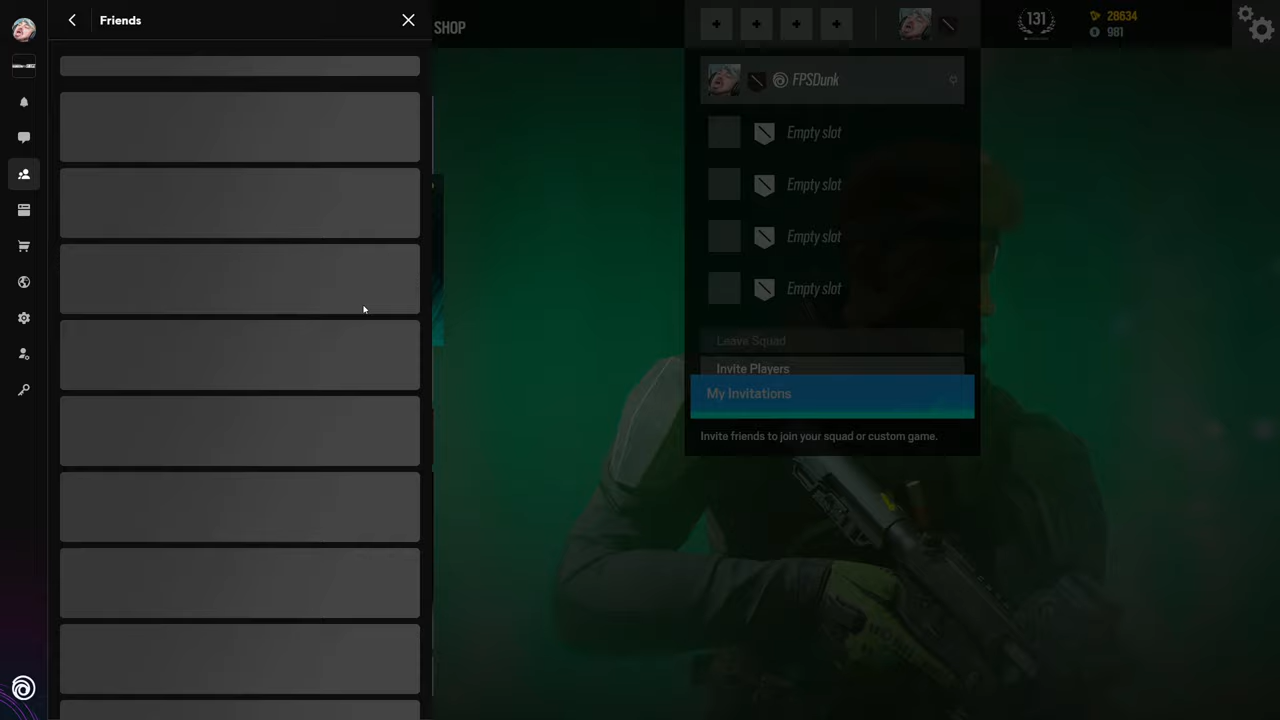 Friends
SHOP
131
28634
981
FPSDunk
Empty slot
Empty slot
Empty slot
Empty slot
Leave Squad
Invite Players
My Invitations
Invite friends to join your squad or custom game.